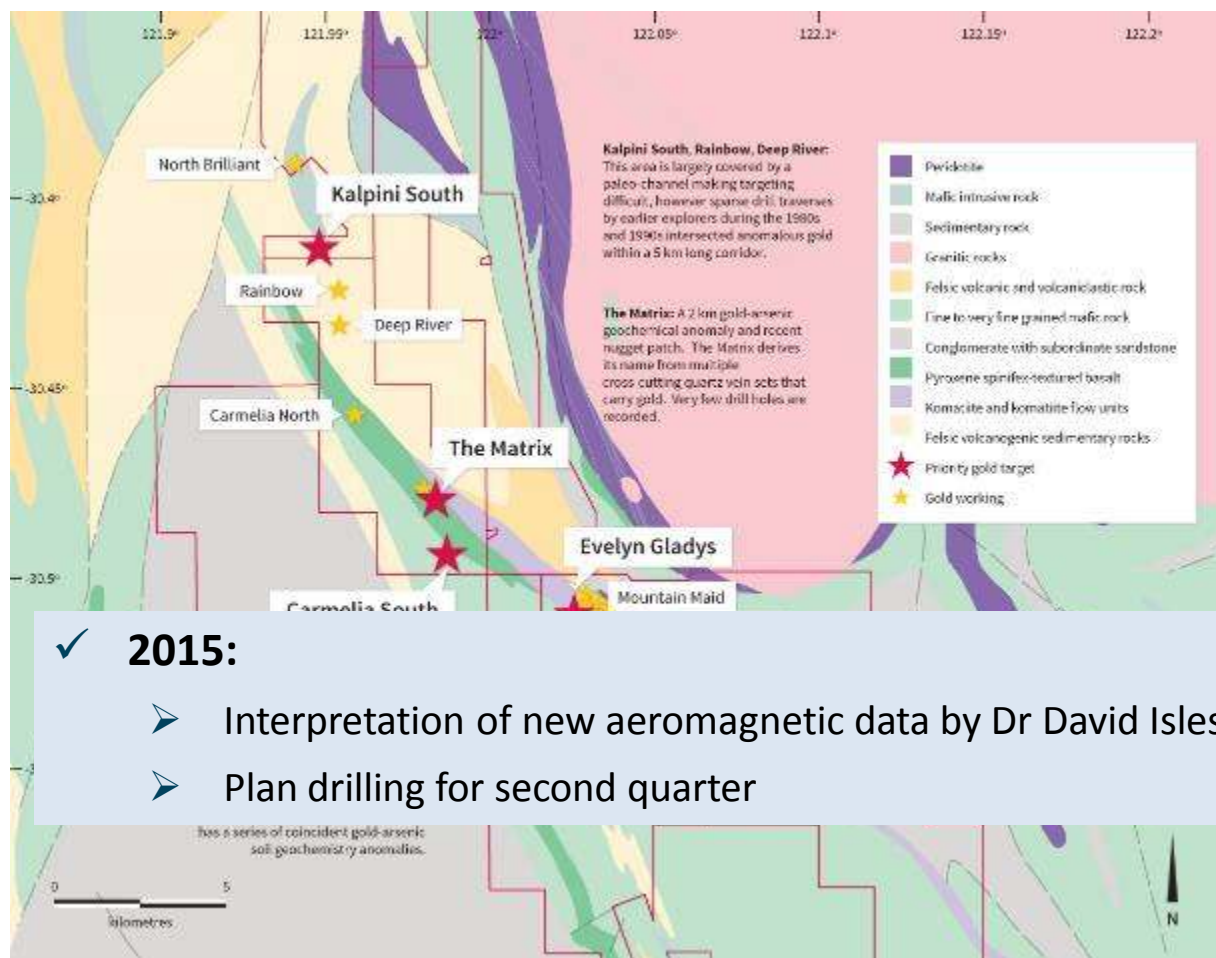 121.9°
121.95°
122°
122.05°
122.1°
122.15°
122.2°
-30.4°
-30.45°
-30.5°
North Brilliant
Kalpini South
Rainbow
Deep River
Carmelia North
The Matrix
Evelyn Gladys
Mountain Maid
Carmelia South
Kalpini South, Rainbow, Deep River:
This area is largely covered by a
paleo-channel making targeting
difficult, however sparse drill traverses
by earlier explorers during the 1980s
and 1990s intersected anomalous gold
within a 5 km long corridor.
The Matrix: A 2 km gold-arsenic
geochemical anomaly and recent
nugget patch. The Matrix derives
its name from multiple
cross-cutting quartz vein sets that
carry gold. Very few drill holes are
recorded.
Peridotite
Mafic intrusive rock
Sedimentary rock
Granitic rocks
Felsic volcanic and volcaniclastic rock
Fine to very fine grained mafic rock
Conglomerate with subordinate sandstone
Pyroxene spinifex-textured basalt
Komatiite and komatiite flow units
Felsic volcanogenic sedimentary rocks
Priority gold target
Gold working
✓ 2015:
➢ Interpretation of new aeromagnetic data by Dr David Isles
➢ Plan drilling for second quarter
has a series of coincident gold-arsenic
soil geochemistry anomalies.
0 5
kilometres
N